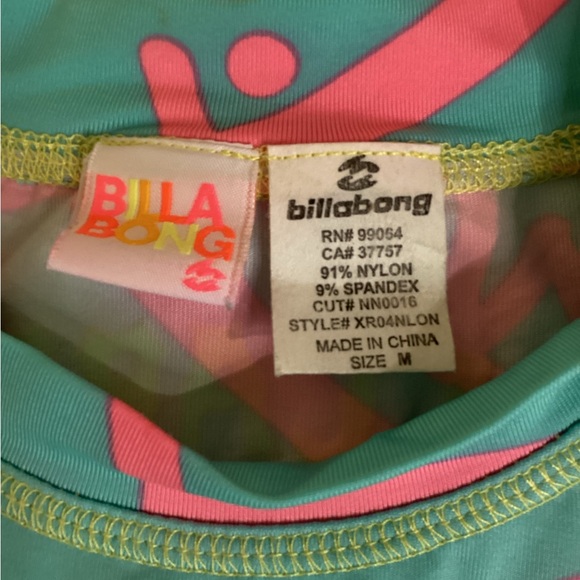 BILLA
BONG
billabong
RN# 99064
CA# 37757
91% NYLON
9% SPANDEX
CUT# NN0016
STYLE# XR04NLON
MADE IN CHINA
SIZE M